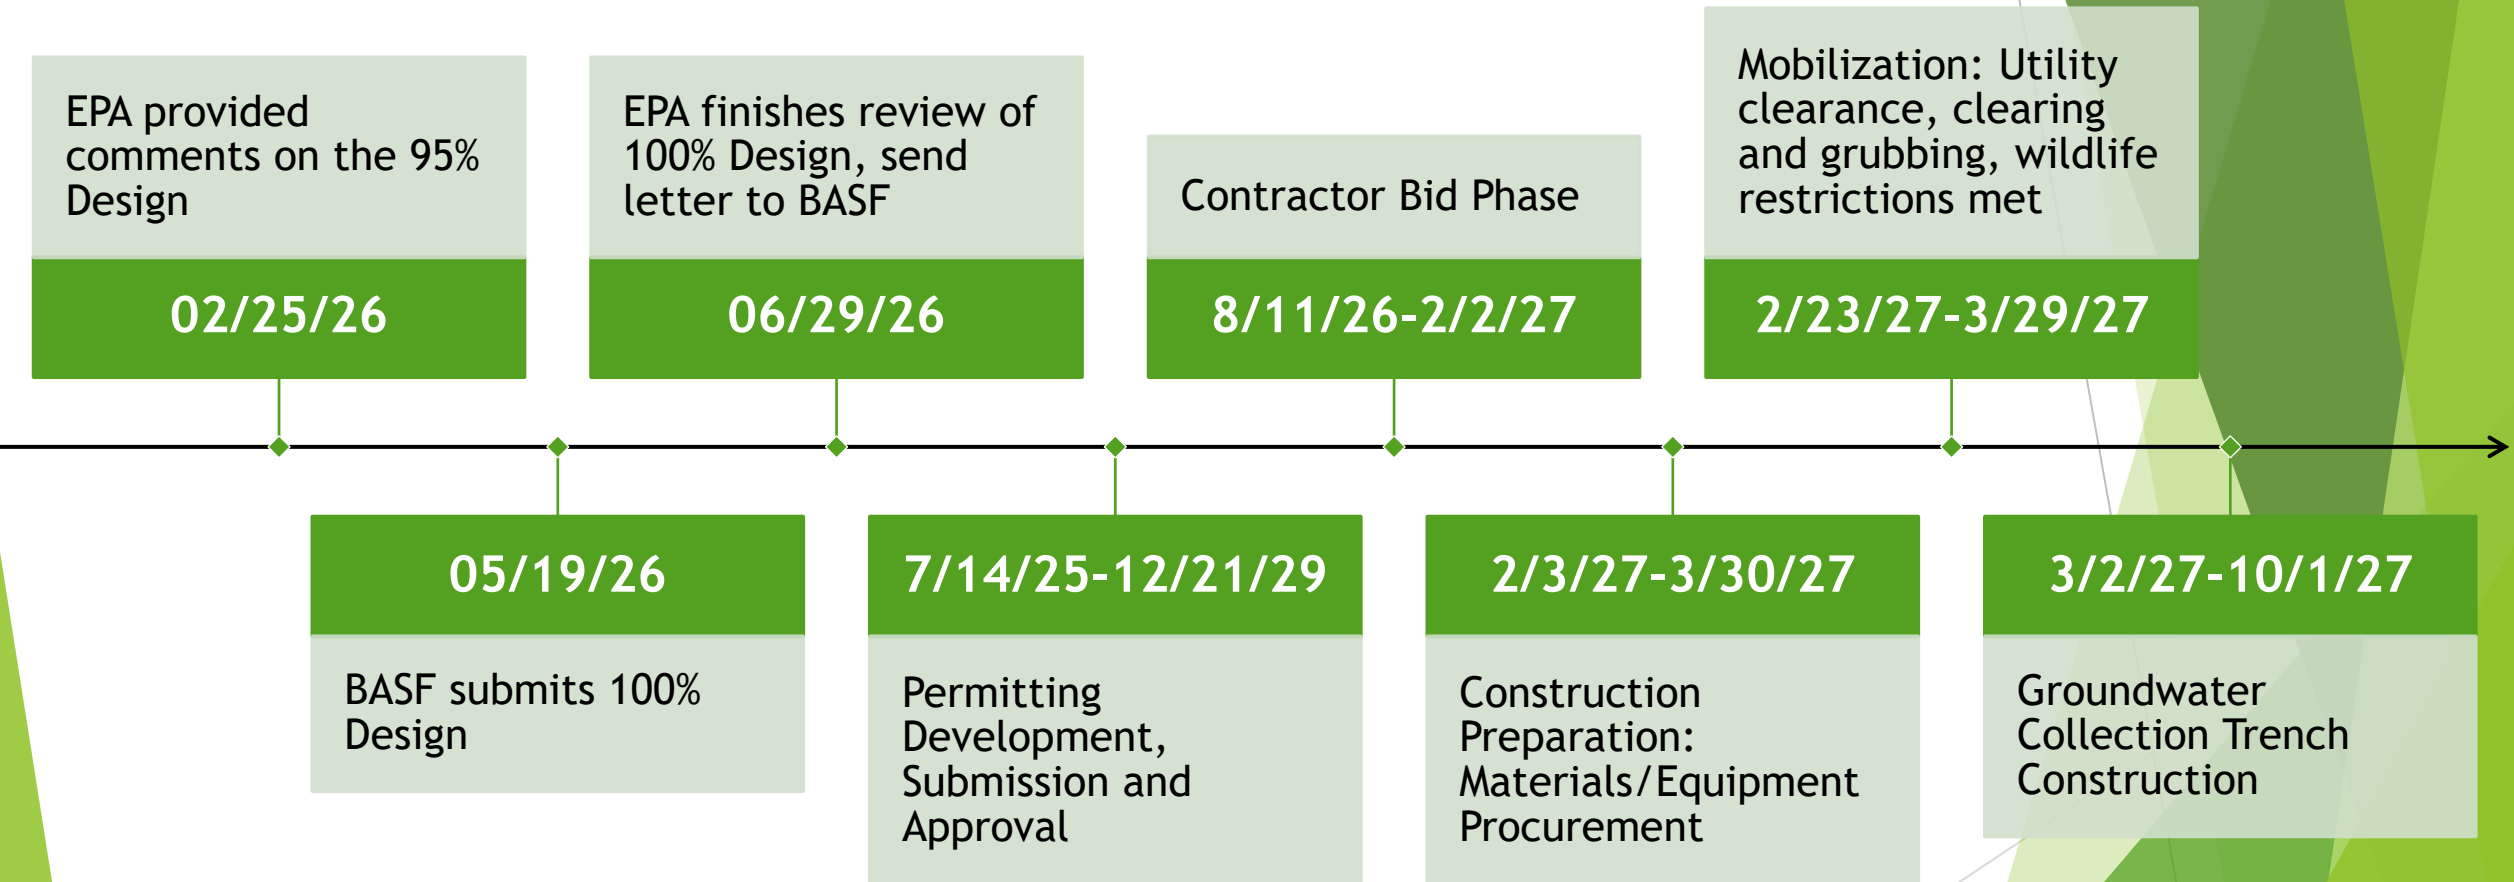 EPA provided
comments on the 95%
Design
02/25/26
05/19/26
BASF submits 100%
Design
EPA finishes review of
100% Design, send
letter to BASF
06/29/26
7/14/25-12/21/29
Permitting
Development,
Submission and
Approval
Contractor Bid Phase
8/11/26-2/2/27
2/3/27-3/30/27
Construction
Preparation:
Materials/Equipment
Procurement
Mobilization: Utility
clearance, clearing
and grubbing, wildlife
restrictions met
2/23/27-3/29/27
3/2/27-10/1/27
Groundwater
Collection Trench
Construction